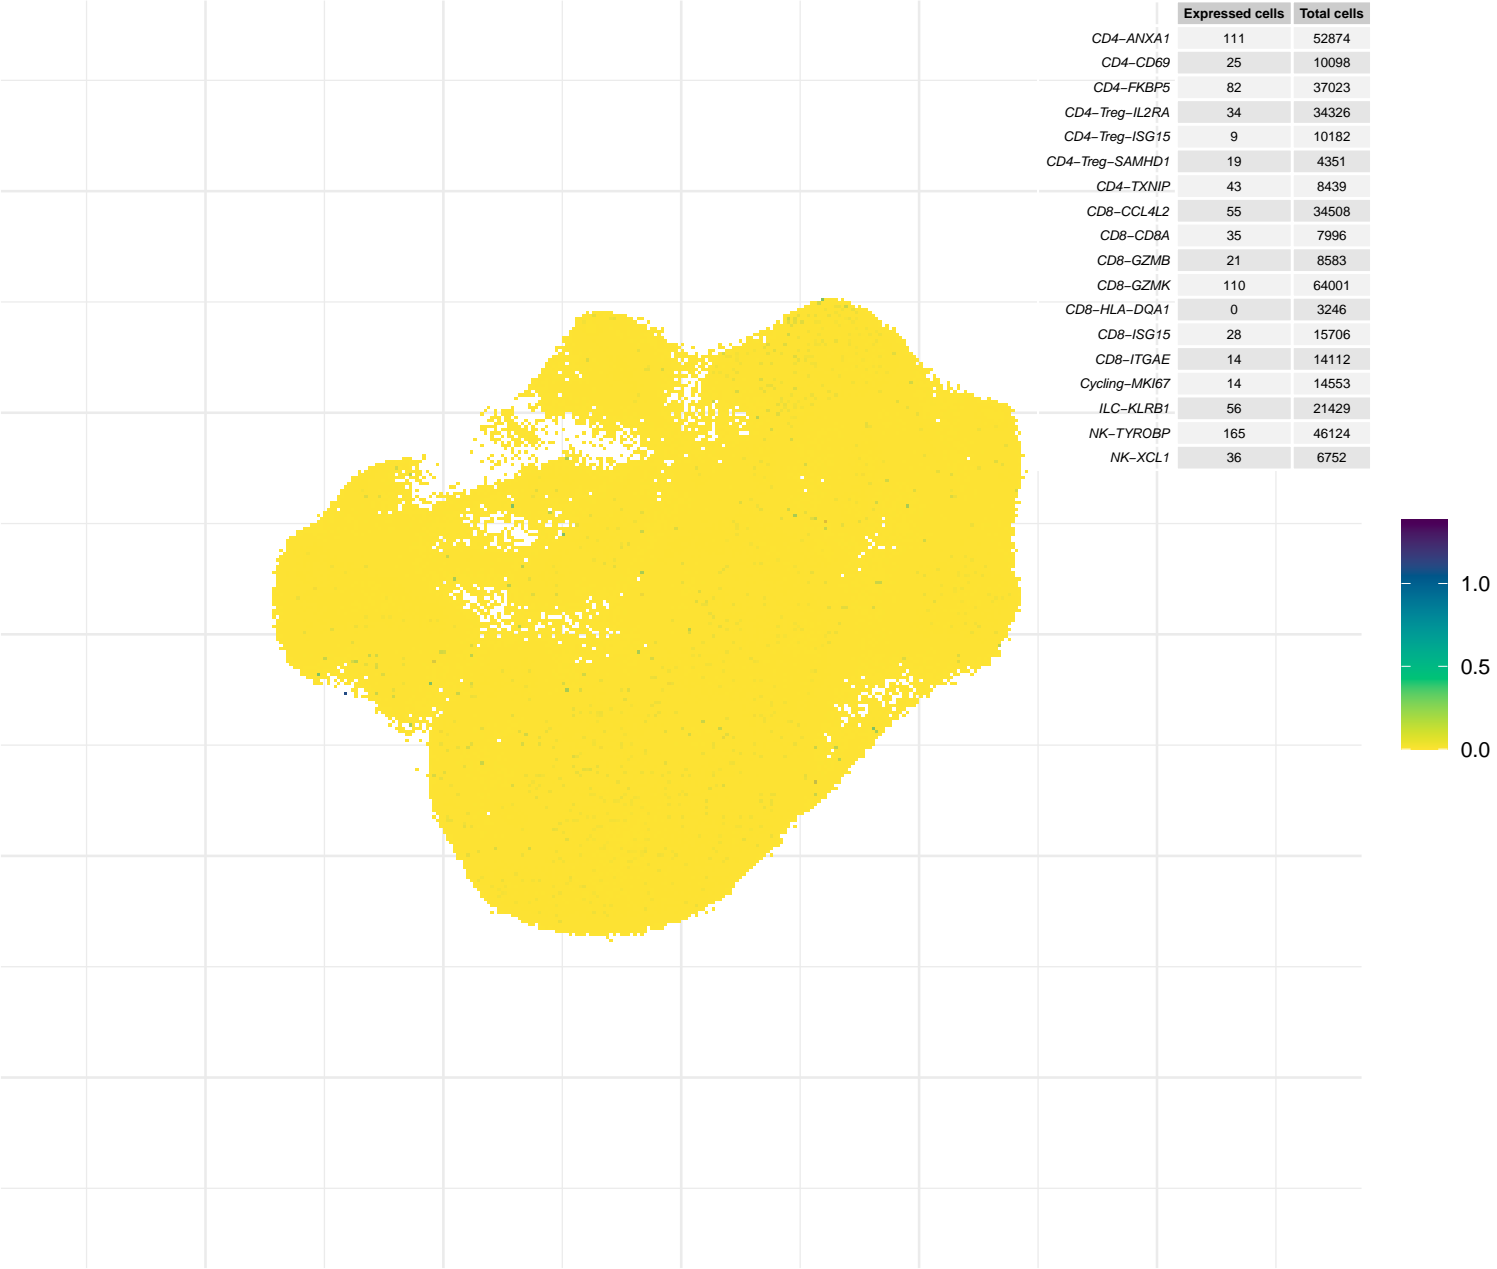 Expressed cells Total cells
CD4−ANXA1 111 52874
CD4−CD69 25 10098
CD4−FKBP5 82 37023
CD4−Treg−IL2RA 34 34326
CD4−Treg−ISG15 9 10182
CD4−Treg−SAMHD1 19 4351
CD4−TXNIP 43 8439
CD8−CCL4L2 55 34508
CD8−CD8A 35 7996
CD8−GZMB 21 8583
CD8−GZMK 110 64001
CD8−HLA−DQA1 0 3246
CD8−ISG15 28 15706
CD8−ITGAE 14 14112
Cycling−MKI67 14 14553
ILC−KLRB1 56 21429
NK−TYROBP 165 46124
NK−XCL1 36 6752
1.0
0.5
0.0